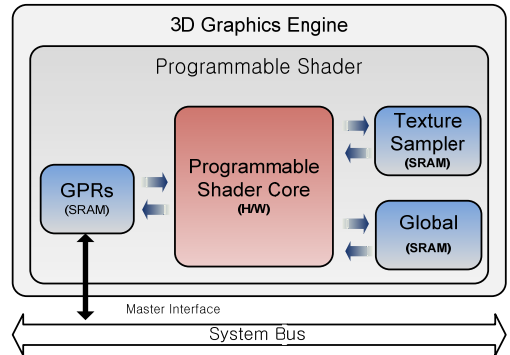 3D Graphics Engine
Programmable Shader
Texture
Sampler
(SRAM)
Programmable
Shader Core
(H/W)
GPRs
(SRAM)
Global
(SRAM)
Master Interface
System Bus